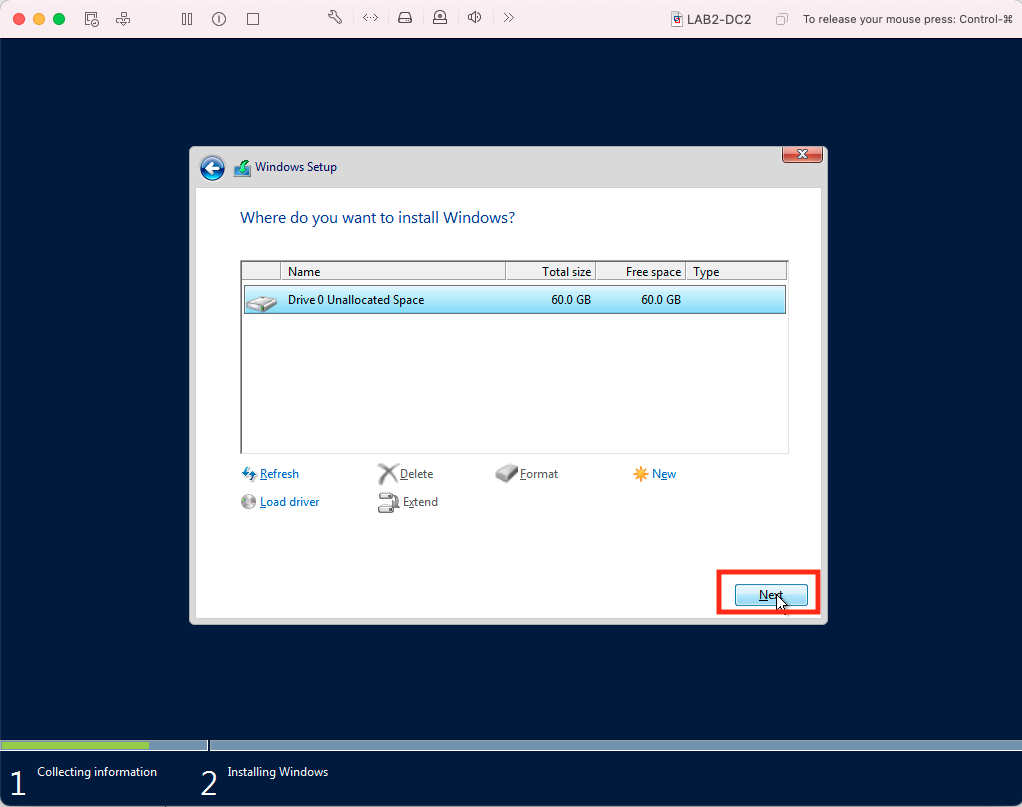 LAB2-DC2
To release your mouse press: Control-⌘
Windows Setup
Where do you want to install Windows?
Name Total size Free space Type
Drive 0 Unallocated Space 60.0 GB 60.0 GB
Refresh Delete Format New
Load driver Extend
Next
1 Collecting information 2 Installing Windows